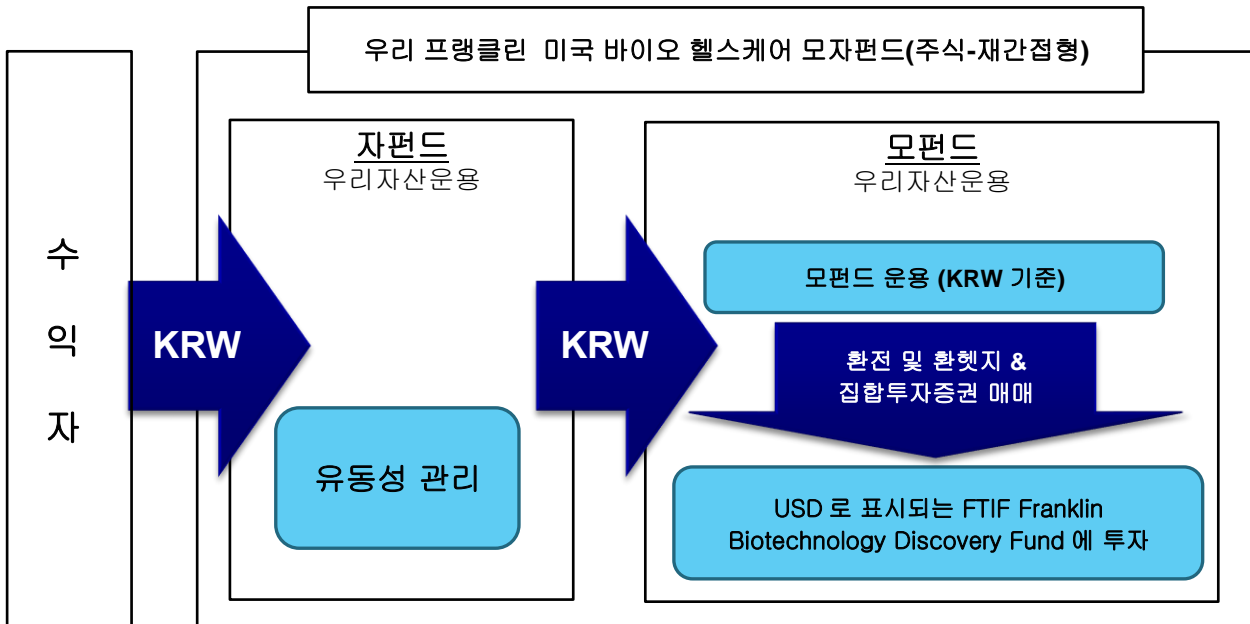 우리 프랭클린 미국 바이오 헬스케어 모자펀드(주식-재간접형)
수
익
자
KRW
자펀드
우리자산운용
유동성 관리
KRW
모펀드
우리자산운용
모펀드 운용 (KRW 기준)
환전 및 환헷지 &
집합투자증권 매매
USD 로 표시되는 FTIF Franklin
Biotechnology Discovery Fund 에 투자